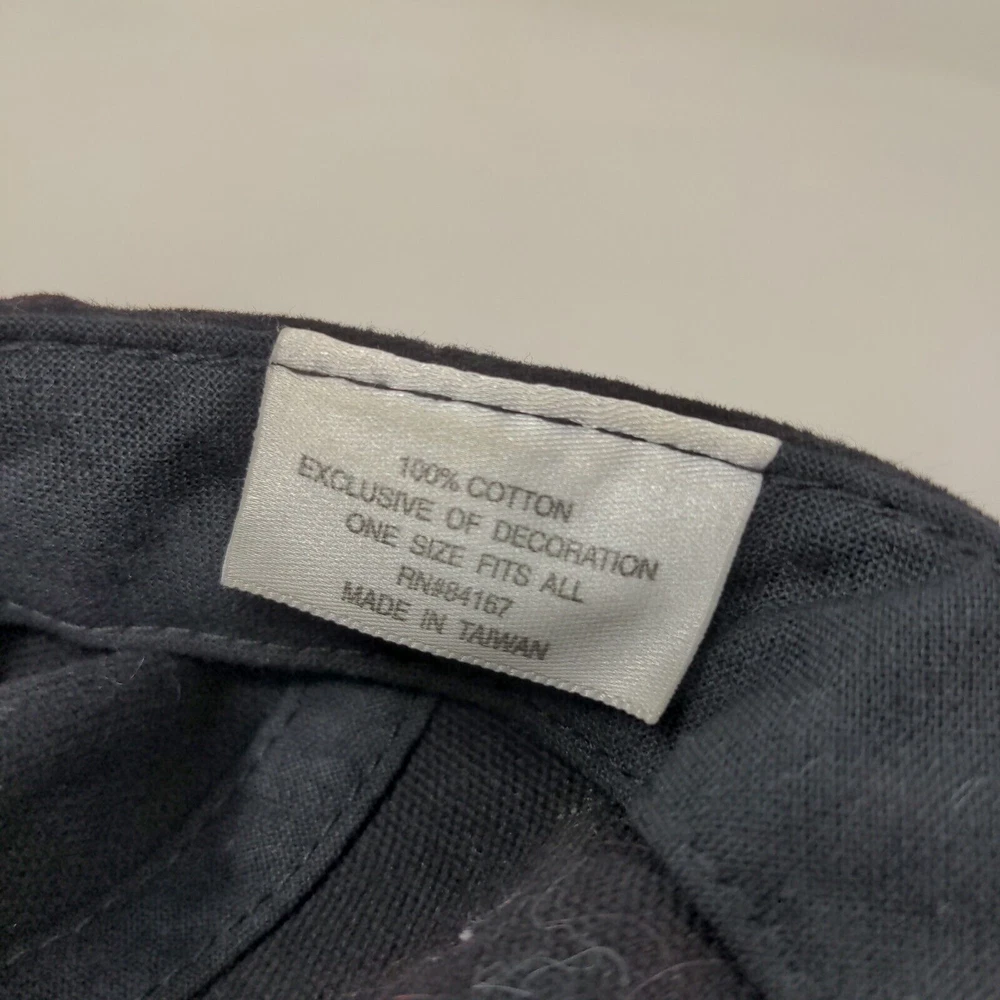 100% COTTON
EXCLUSIVE OF DECORATION
ONE SIZE FITS ALL
RN#84167
MADE IN TAIWAN